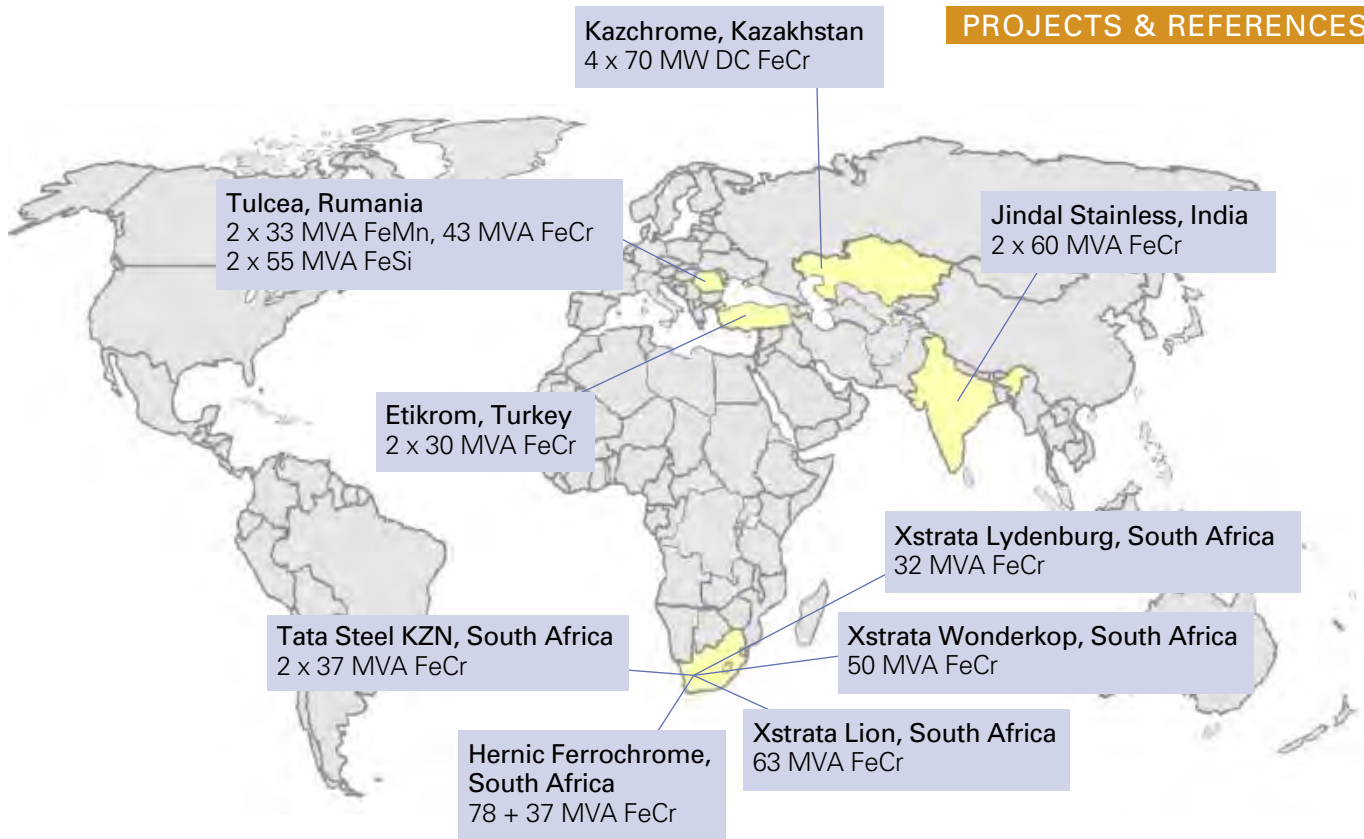 PROJECTS & REFERENCES
Kazchrome, Kazakhstan
4 x 70 MW DC FeCr
Tulcea, Rumania
2 x 33 MVA FeMn, 43 MVA FeCr
2 x 55 MVA FeSi
Jindal Stainless, India
2 x 60 MVA FeCr
Etikrom, Turkey
2 x 30 MVA FeCr
Xstrata Lydenburg, South Africa
32 MVA FeCr
Tata Steel KZN, South Africa
2 x 37 MVA FeCr
Xstrata Wonderkop, South Africa
50 MVA FeCr
Xstrata Lion, South Africa
63 MVA FeCr
Hernic Ferrochrome,
South Africa
78 + 37 MVA FeCr